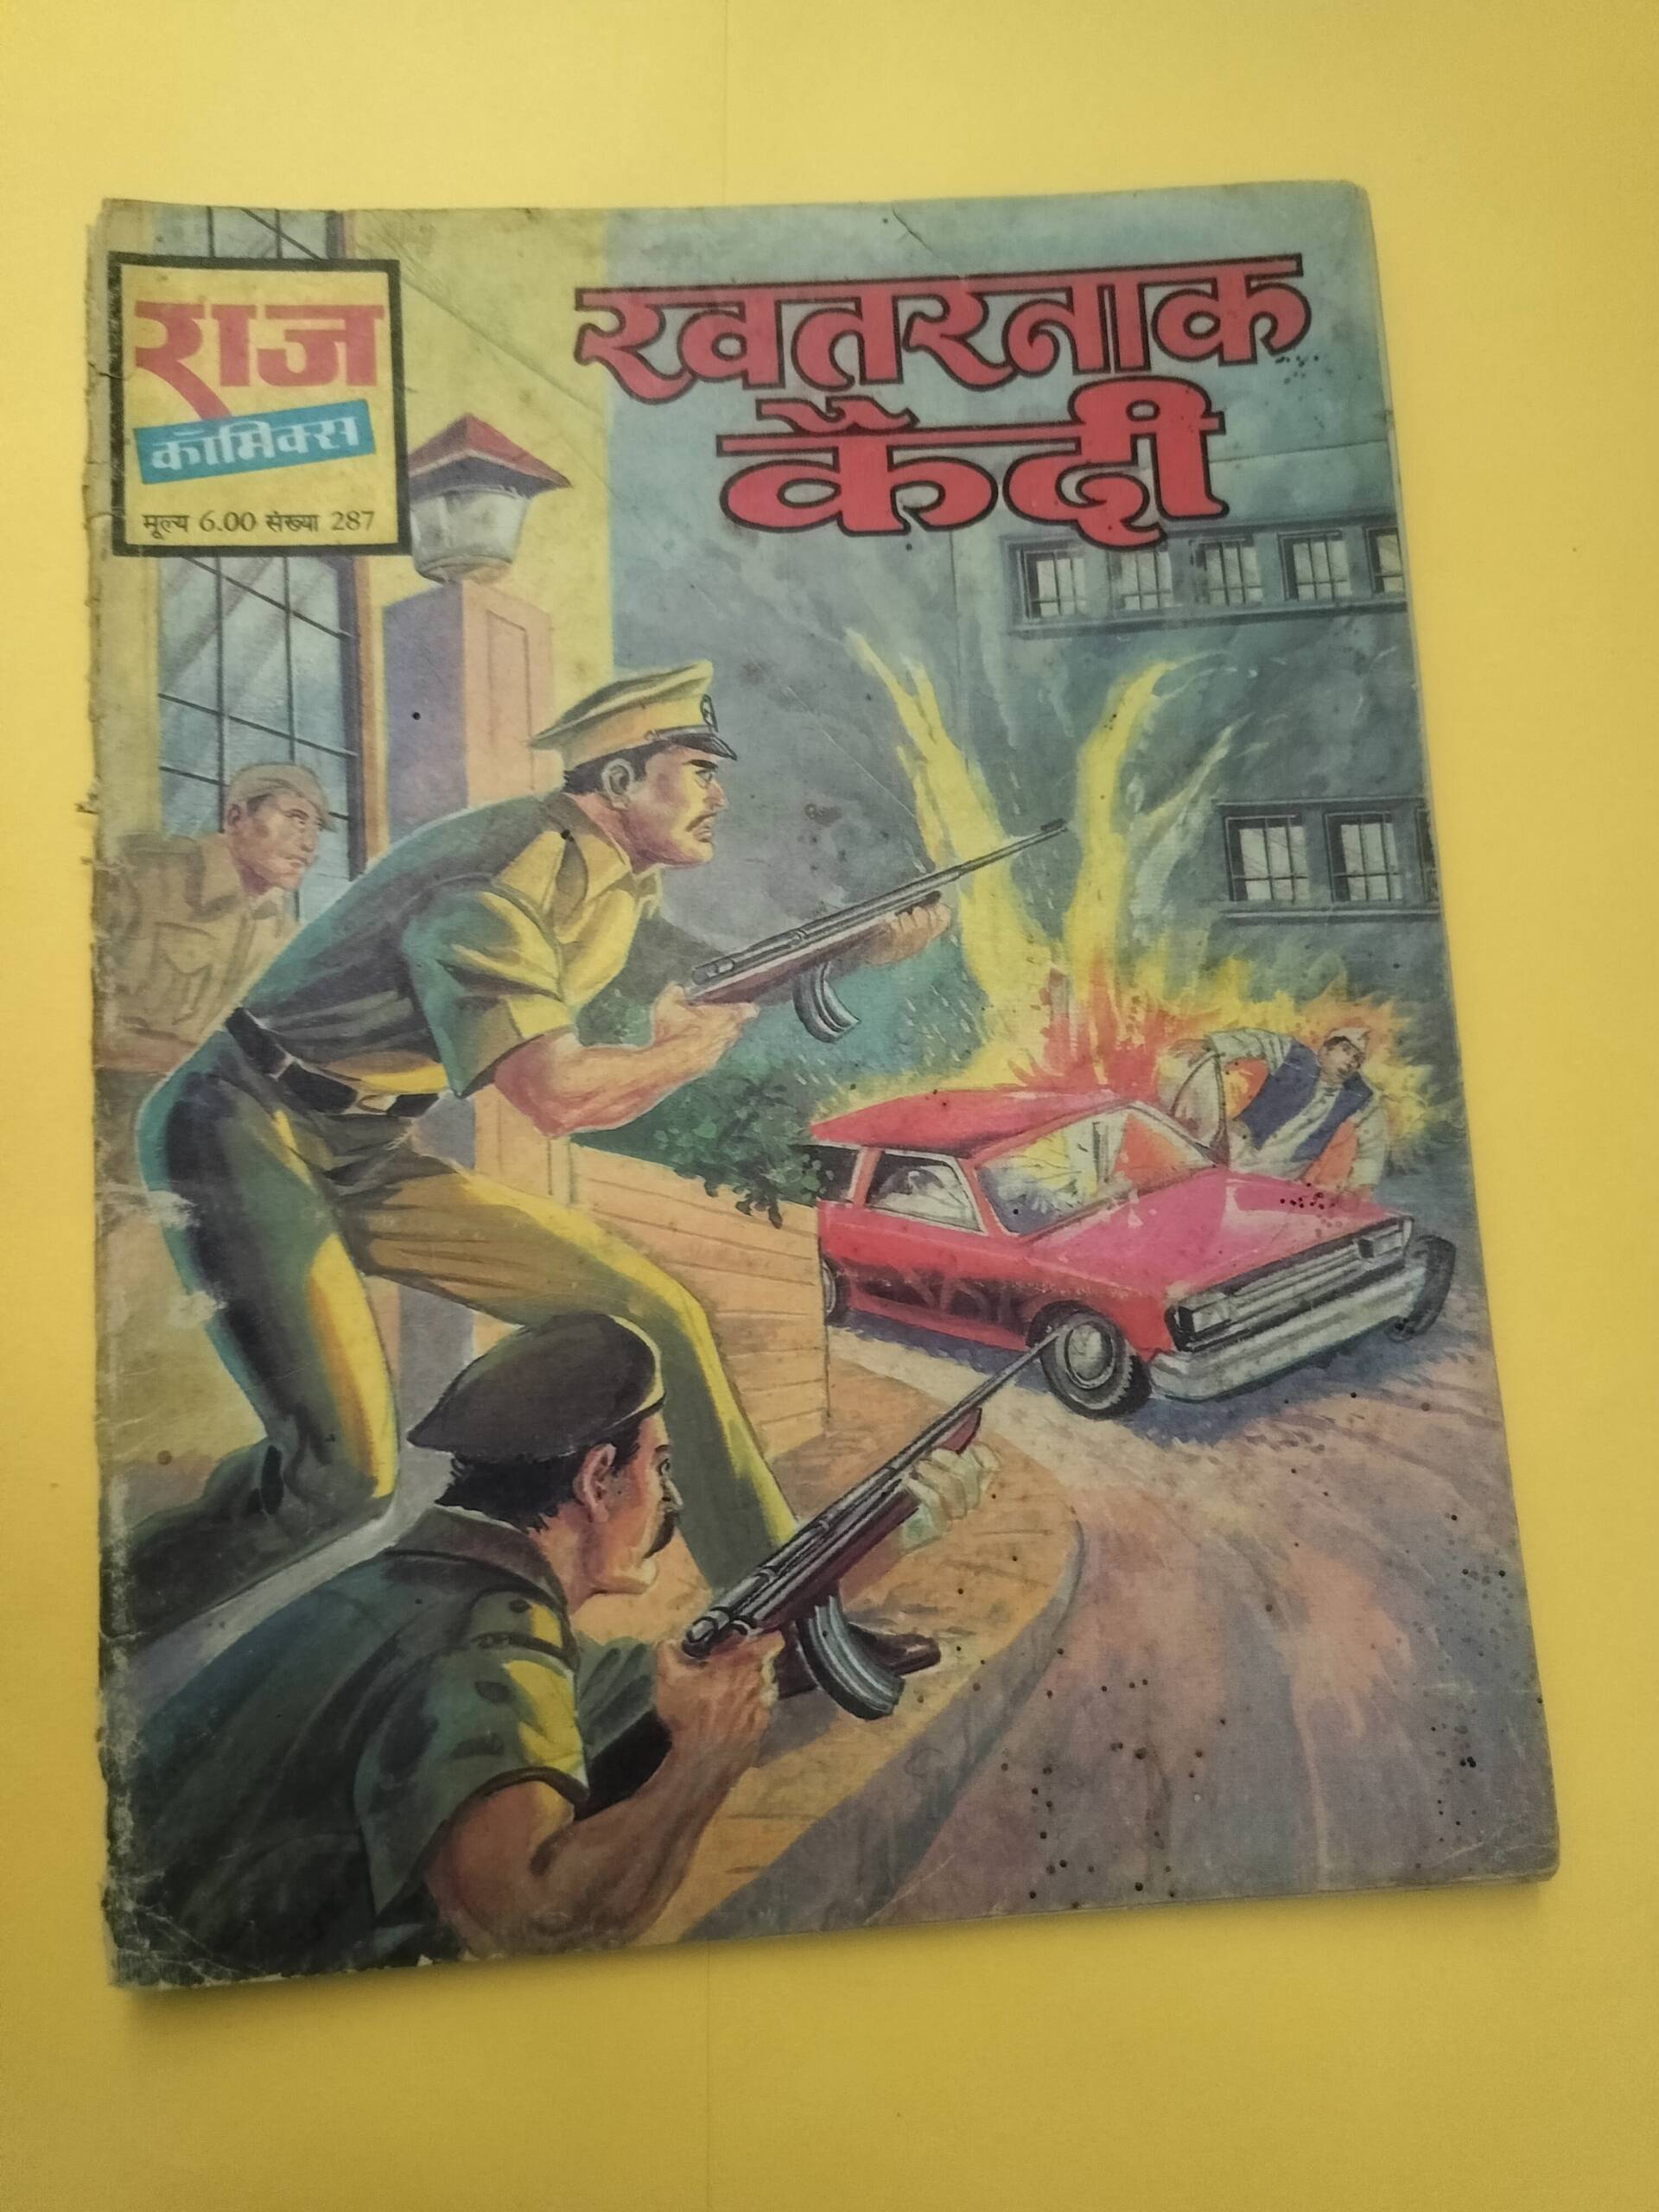 राज
कॉमिक्स
मूल्य 6.00 संख्या 287
खतरनाक
कैदी